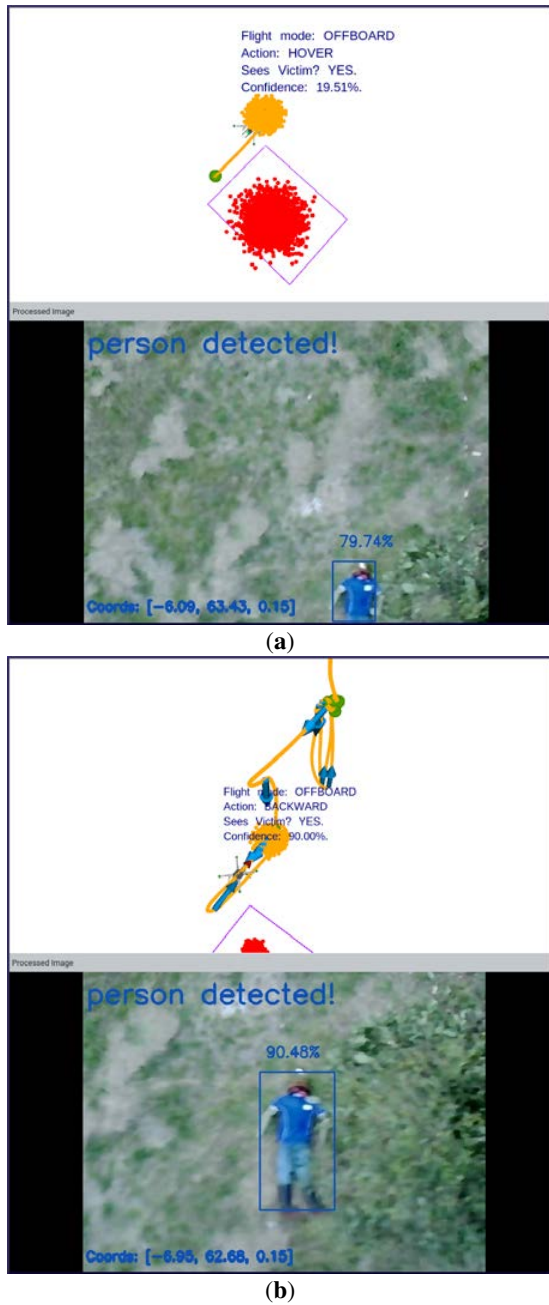 Flight mode: OFFBOARD
Action: HOVER
Sees Victim? YES.
Confidence: 19.51%.
Processed Image
person detected!
79.74%
Coords: [-6.09, 63.43, 0.15]
(a)
Flight mode: OFFBOARD
Action: BACKWARD
Sees Victim? YES.
Confidence: 90.00%.
Processed Image
person detected!
90.48%
Coords: [-6.95, 62.68, 0.15]
(b)